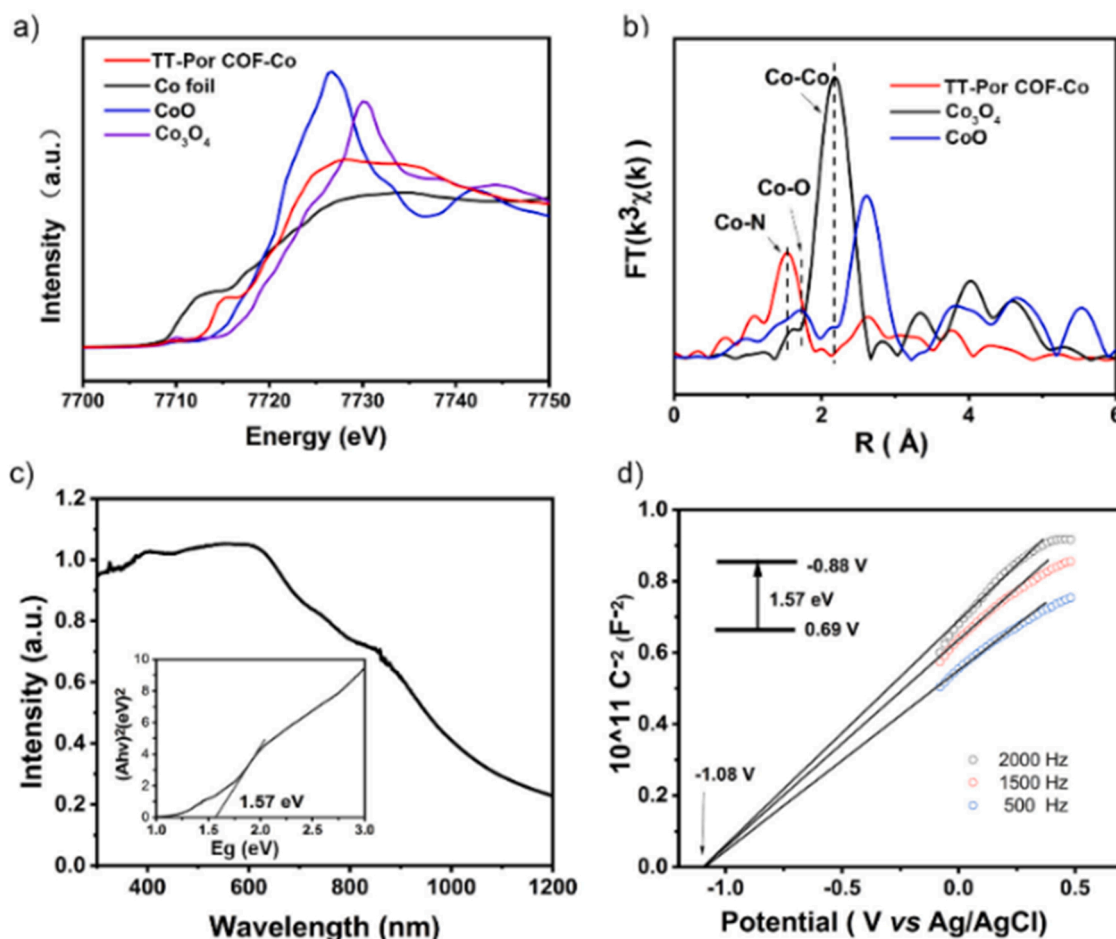 a)
TT-Por COF-Co
Co foil
CoO
Co₃O₄
Intensity (a.u.)
7700 7710 7720 7730 7740 7750
Energy (eV)
b)
Co-Co
TT-Por COF-Co
Co₃O₄
CoO
Co-O
Co-N
FT(k³χ(k))
0 2 4 6
R ( Å)
c)
1.2
1.0
0.8
0.6
0.4
0.2
0.0
Intensity (a.u.)
10
8
6
4
2
0
(Ahv)²(eV)²
1.57 eV
1.0 1.5 2.0 2.5 3.0
Eg (eV)
400 600 800 1000 1200
Wavelength (nm)
d)
1.0
0.8
0.6
0.4
0.2
0.0
10^11 C⁻² (F⁻²)
-0.88 V
1.57 eV
0.69 V
-1.08 V
2000 Hz
1500 Hz
500 Hz
-1.0 -0.5 0.0 0.5
Potential ( V vs Ag/AgCl)